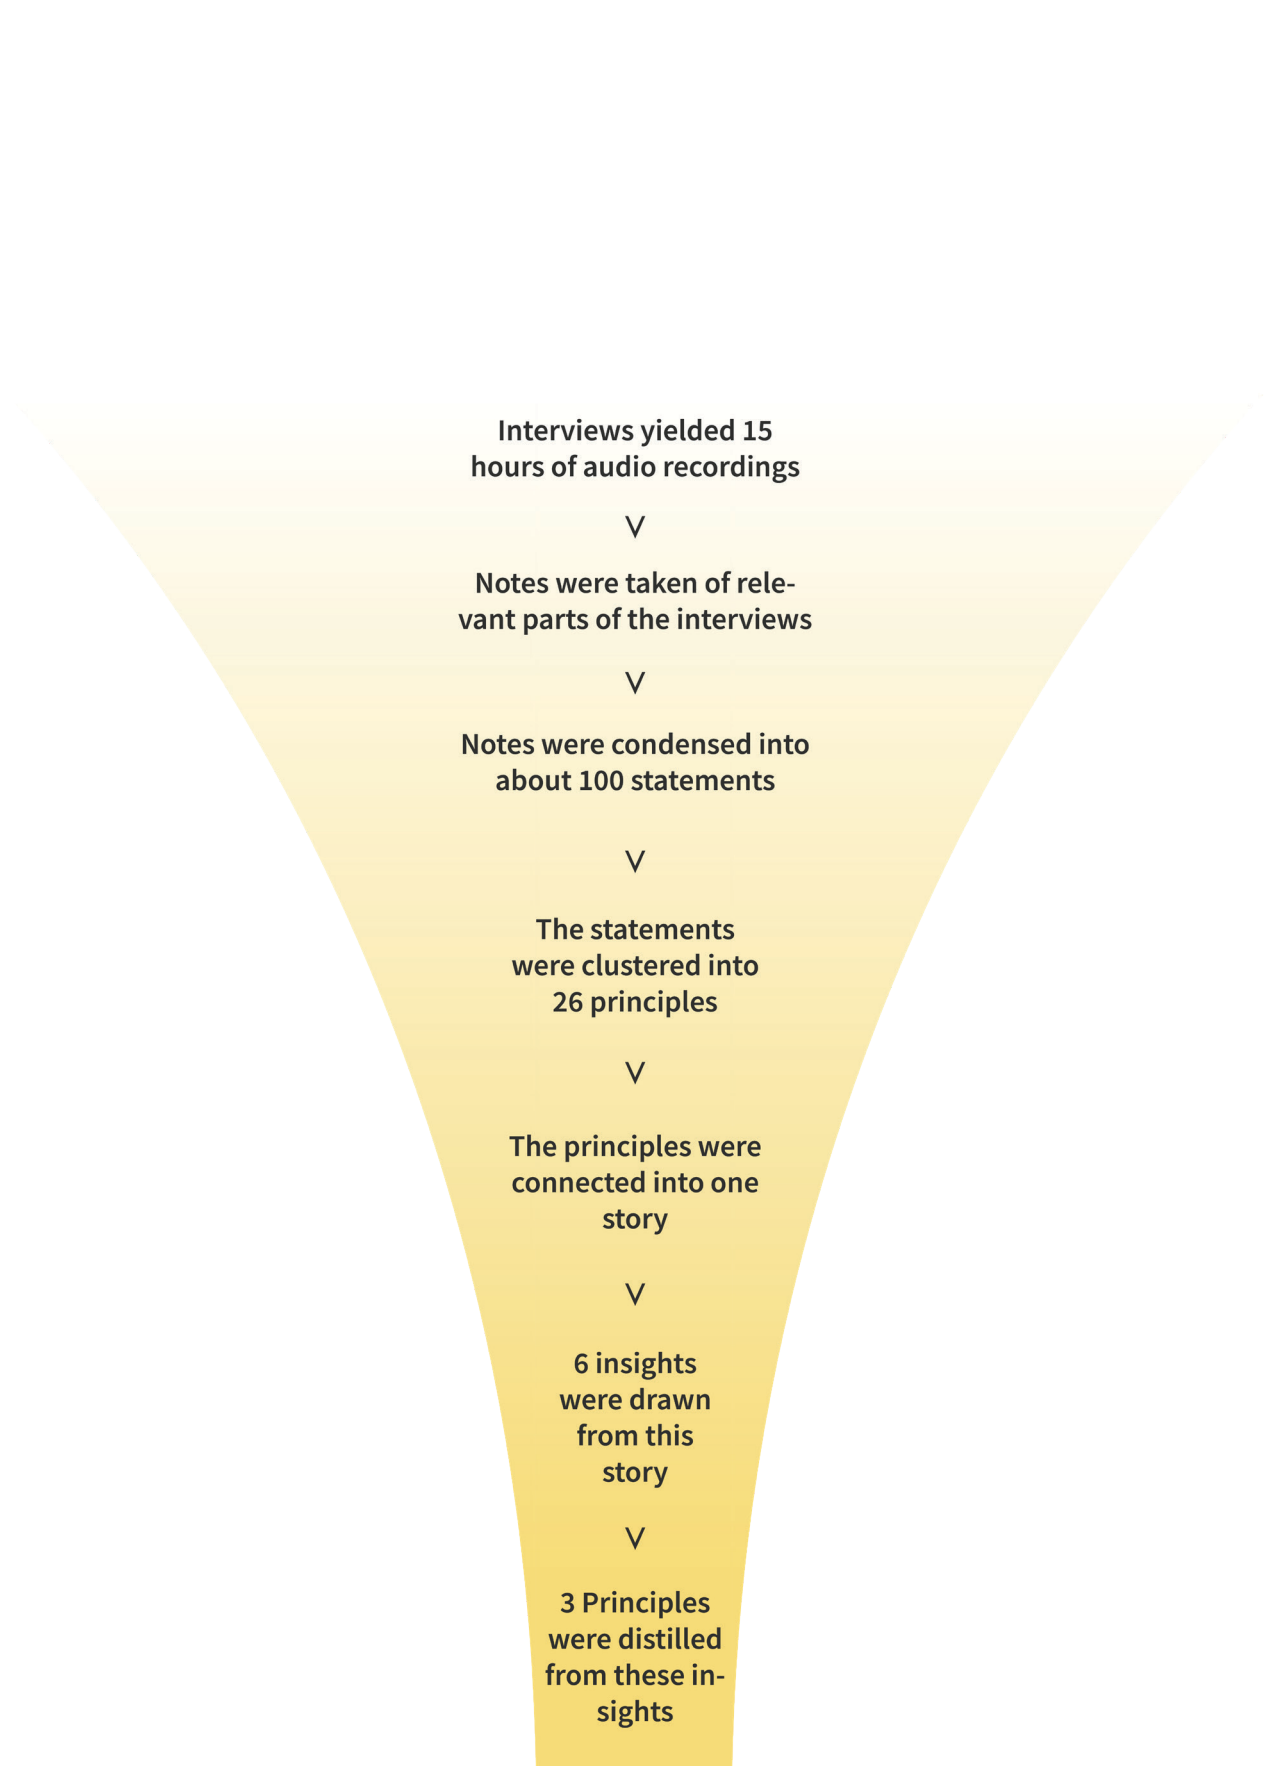 Interviews yielded 15
hours of audio recordings
V
Notes were taken of rele-
vant parts of the interviews
V
Notes were condensed into
about 100 statements
V
The statements
were clustered into
26 principles
V
The principles were
connected into one
story
V
6 insights
were drawn
from this
story
V
3 Principles
were distilled
from these in-
sights